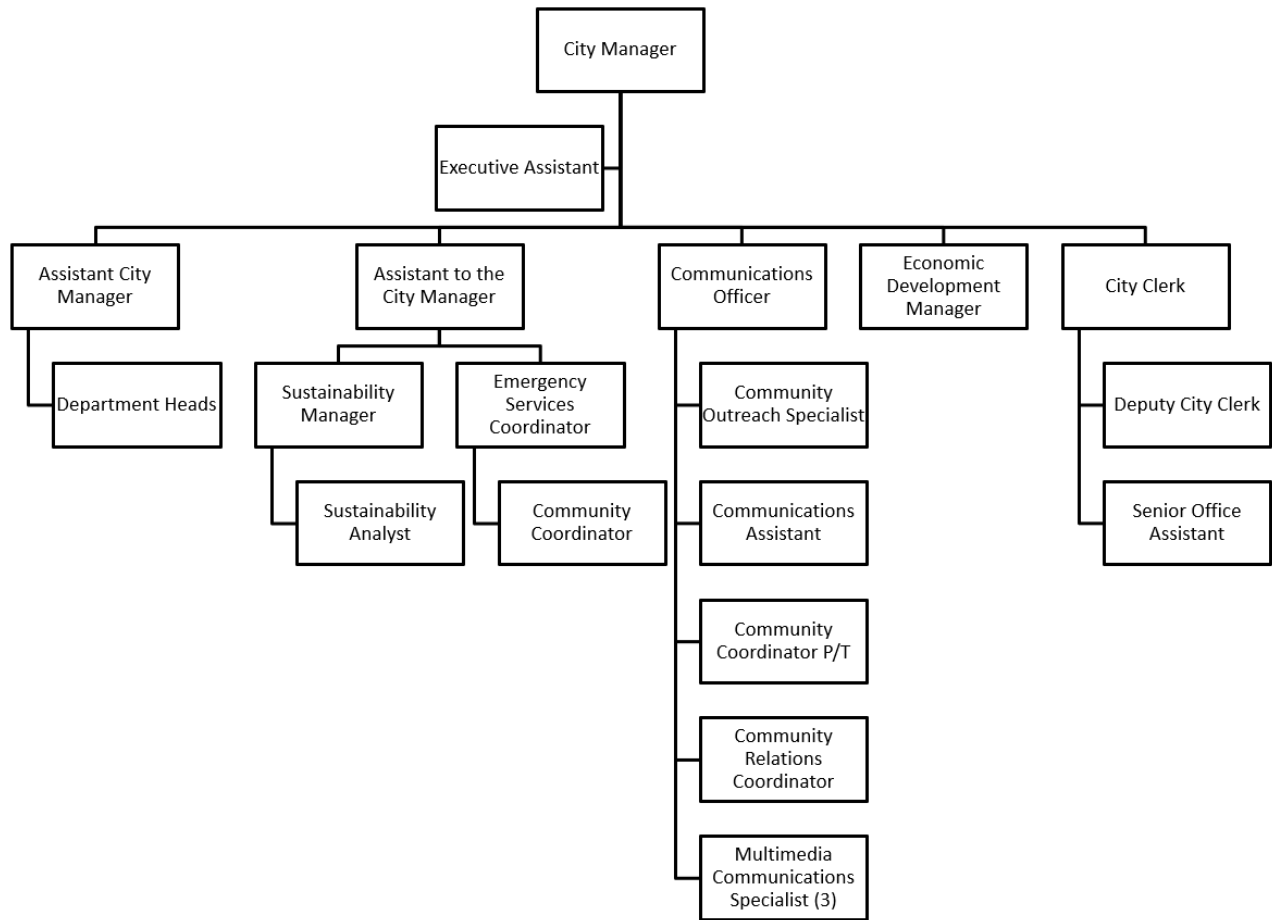 City Manager
Executive Assistant
Assistant City
Manager
Assistant to the
City Manager
Communications
Officer
Economic
Development
Manager
City Clerk
Department Heads
Sustainability
Manager
Emergency
Services
Coordinator
Community
Outreach Specialist
Deputy City Clerk
Sustainability
Analyst
Community
Coordinator
Communications
Assistant
Senior Office
Assistant
Community
Coordinator P/T
Community
Relations
Coordinator
Multimedia
Communications
Specialist (3)